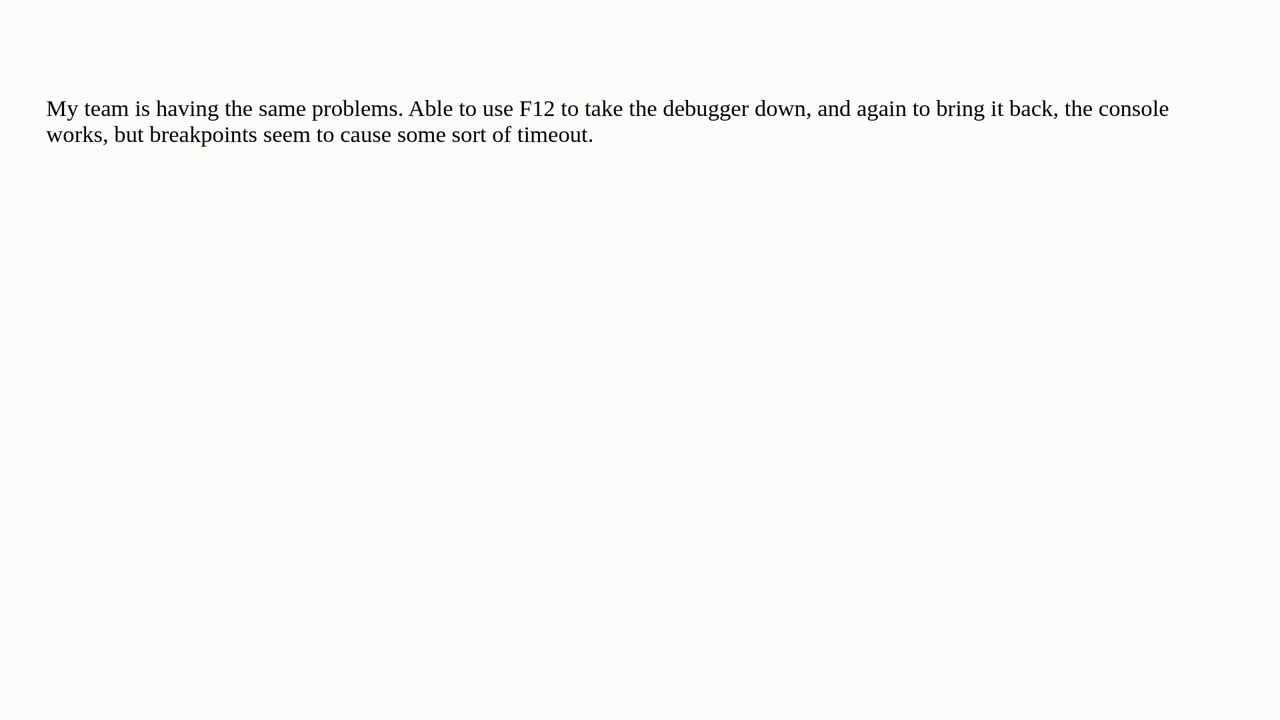 My team is having the same problems. Able to use F12 to take the debugger down, and again to bring it back, the console
works, but breakpoints seem to cause some sort of timeout.